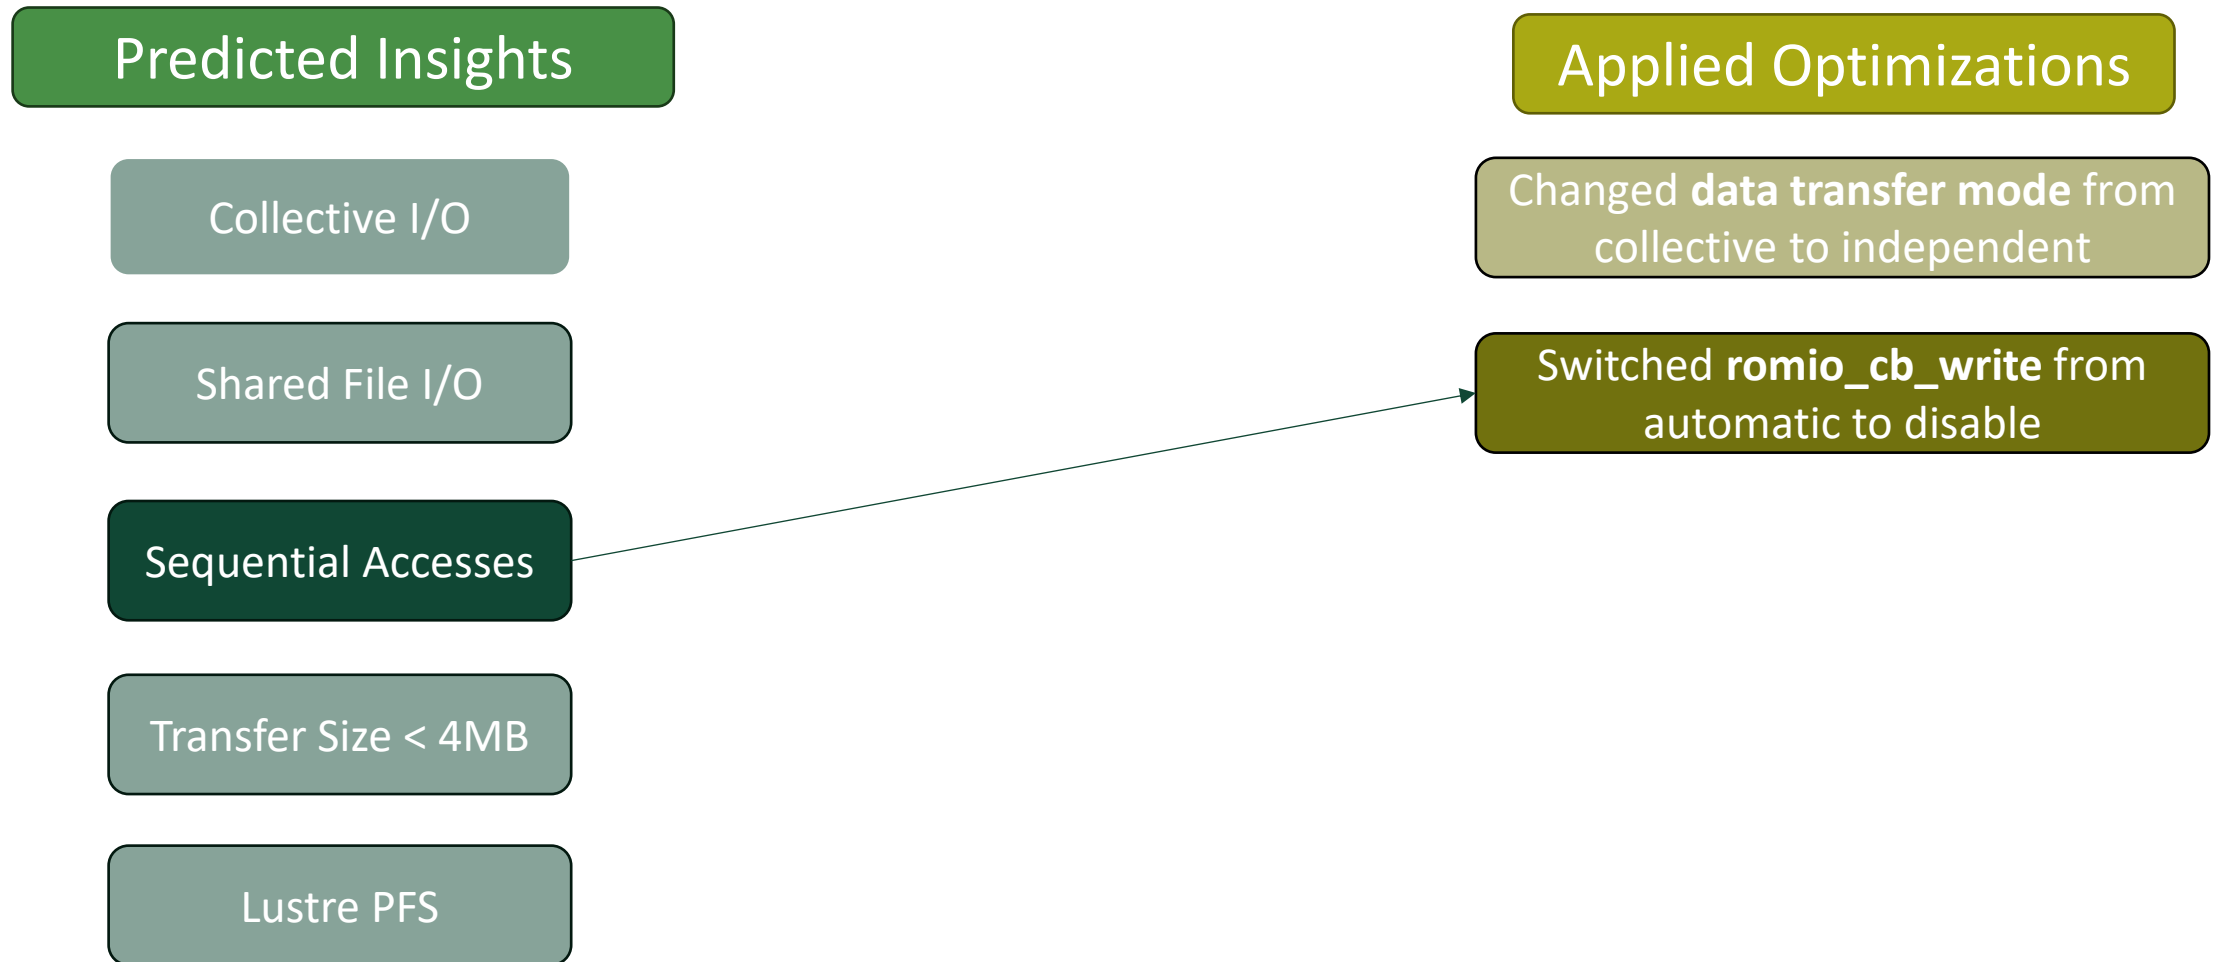 Predicted Insights
Collective I/O
Shared File I/O
Sequential Accesses
Transfer Size < 4MB
Lustre PFS
Applied Optimizations
Changed data transfer mode from
collective to independent
Switched romio_cb_write from
automatic to disable